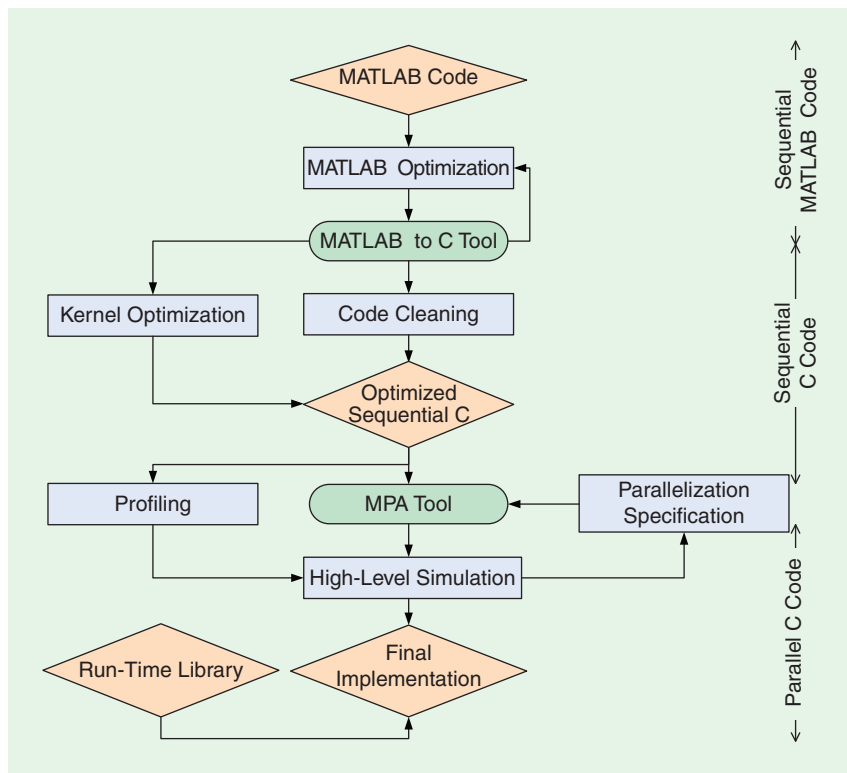 MATLAB Code
MATLAB Optimization
MATLAB to C Tool
Kernel Optimization
Code Cleaning
Optimized
Sequential C
Profiling
MPA Tool
Parallelization
Specification
High-Level Simulation
Run-Time Library
Final
Implementation
Sequential
MATLAB Code
Sequential
C Code
Parallel C Code